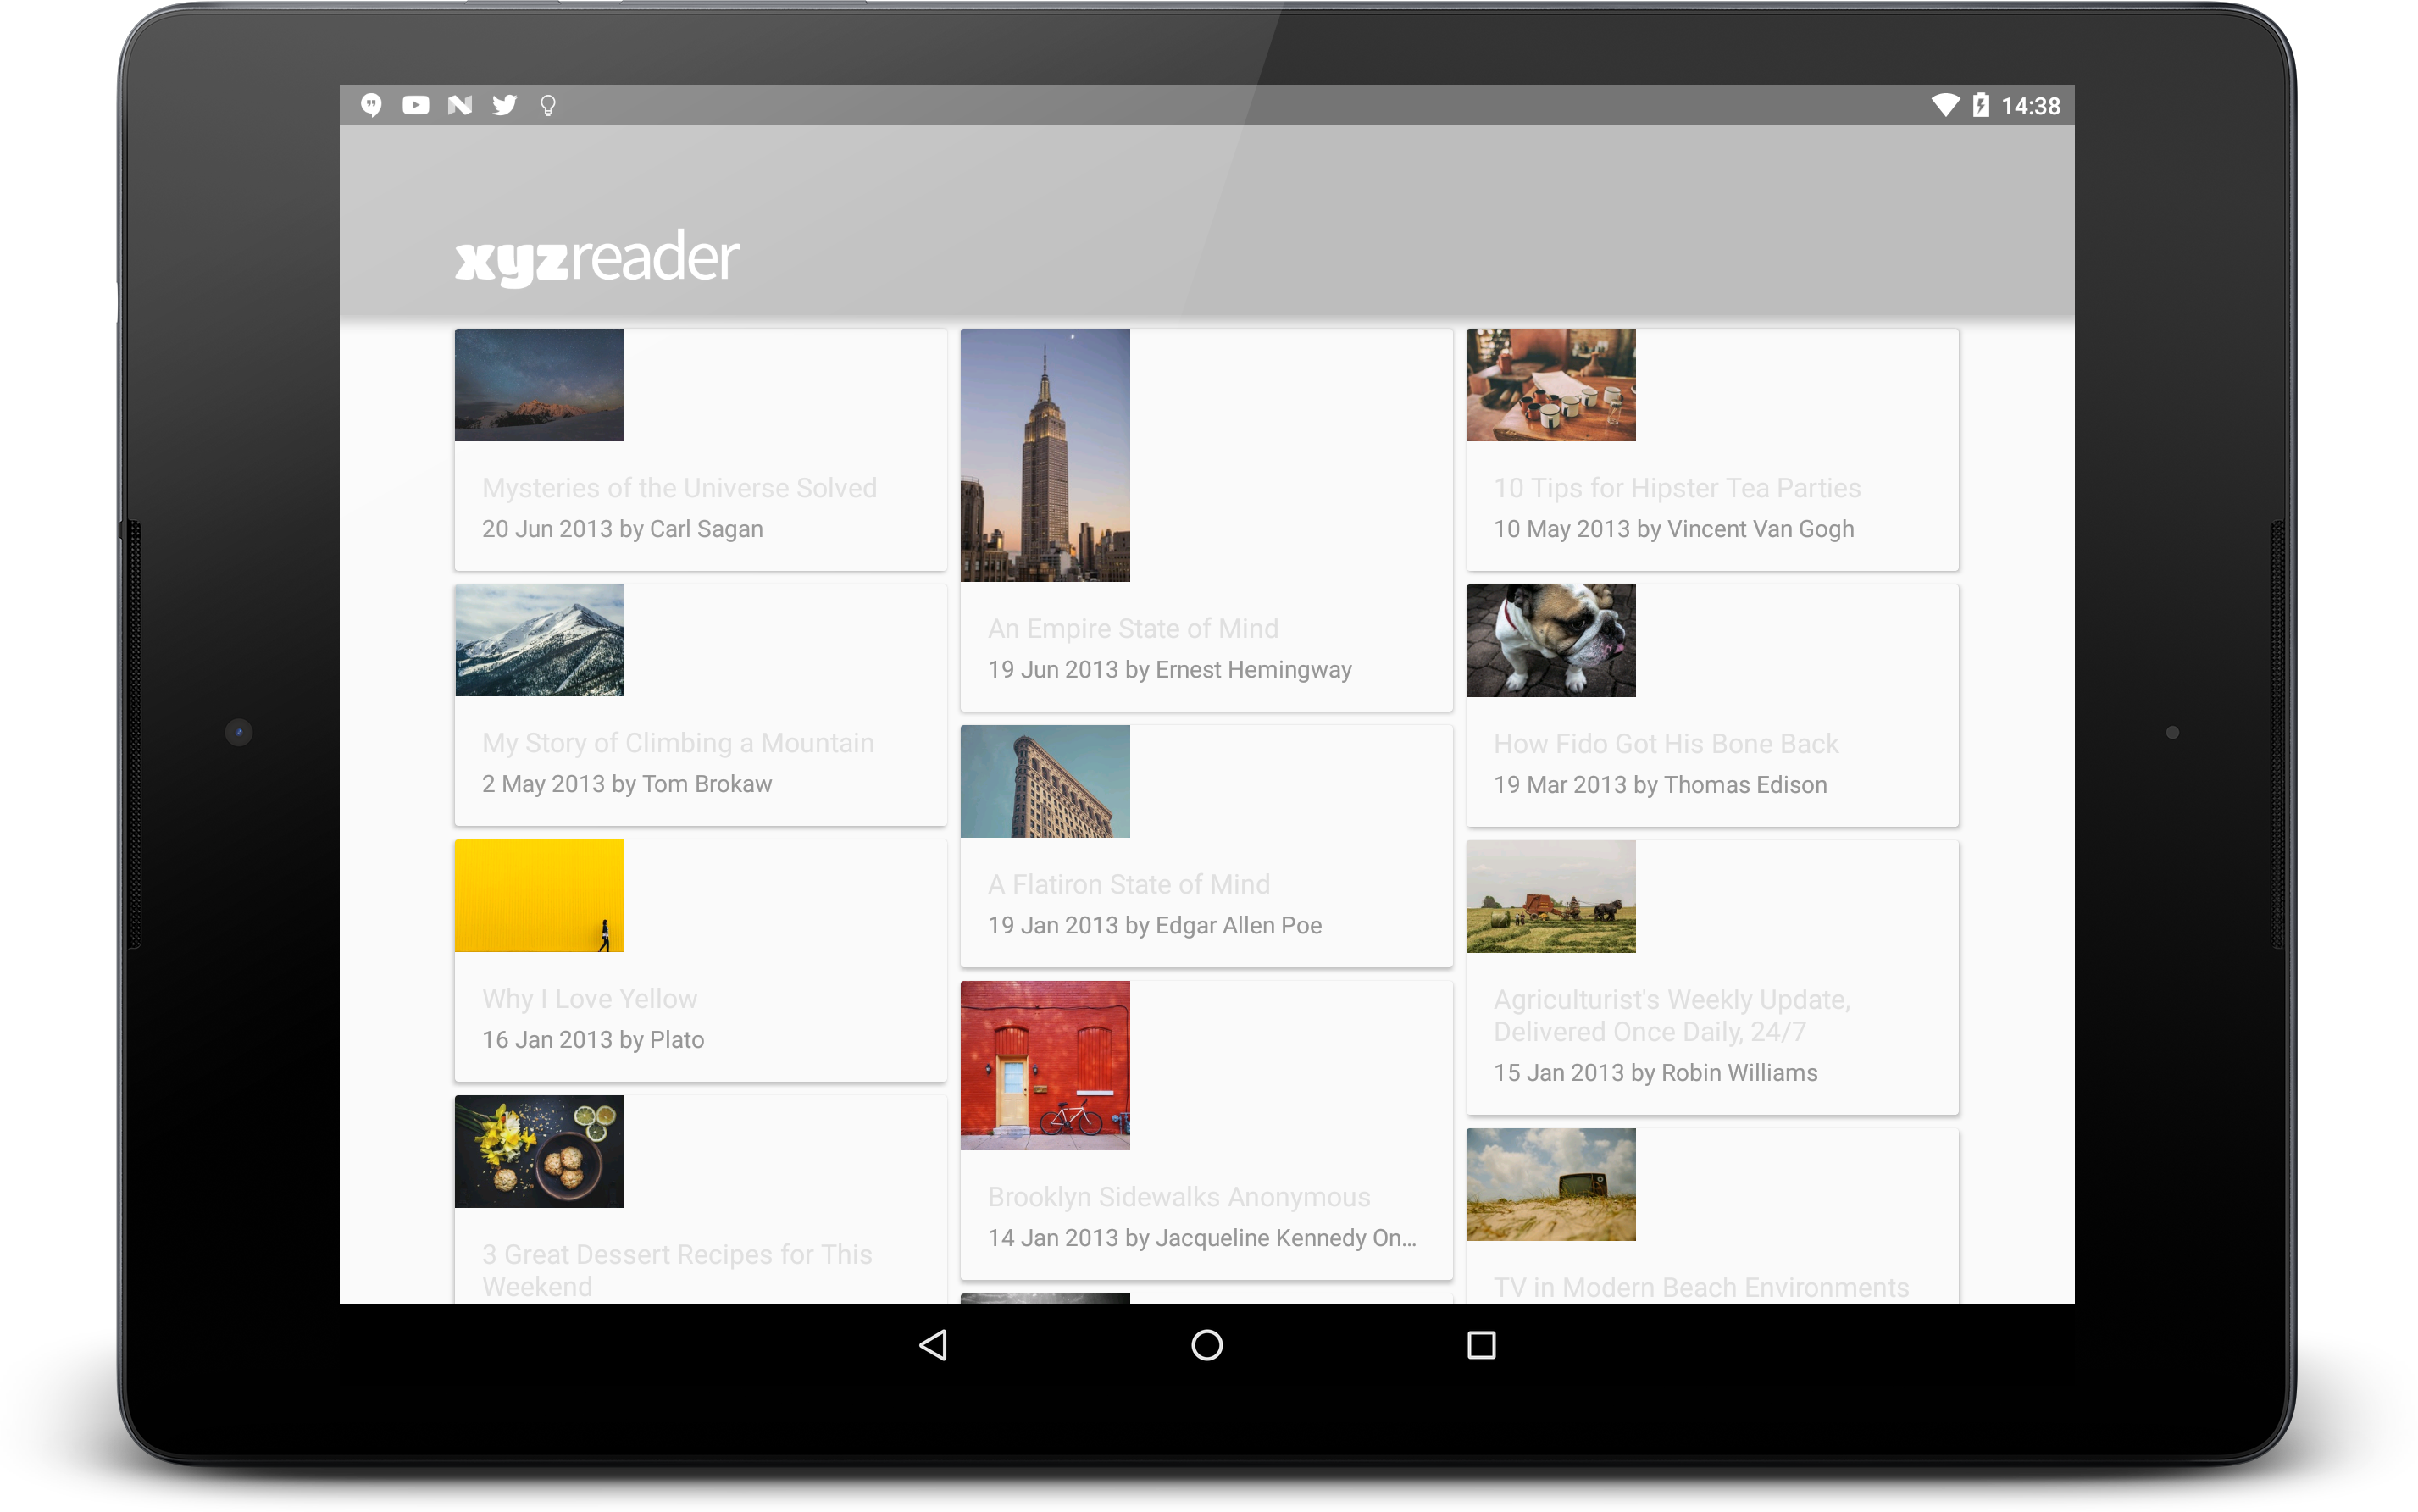 14:38
xyzreader
Mysteries of the Universe Solved
20 Jun 2013 by Carl Sagan
An Empire State of Mind
19 Jun 2013 by Ernest Hemingway
10 Tips for Hipster Tea Parties
10 May 2013 by Vincent Van Gogh
My Story of Climbing a Mountain
2 May 2013 by Tom Brokaw
How Fido Got His Bone Back
19 Mar 2013 by Thomas Edison
A Flatiron State of Mind
19 Jan 2013 by Edgar Allen Poe
Why I Love Yellow
16 Jan 2013 by Plato
Agriculturist's Weekly Update,
Delivered Once Daily, 24/7
15 Jan 2013 by Robin Williams
Brooklyn Sidewalks Anonymous
14 Jan 2013 by Jacqueline Kennedy On...
3 Great Dessert Recipes for This
Weekend
TV in Modern Beach Environments